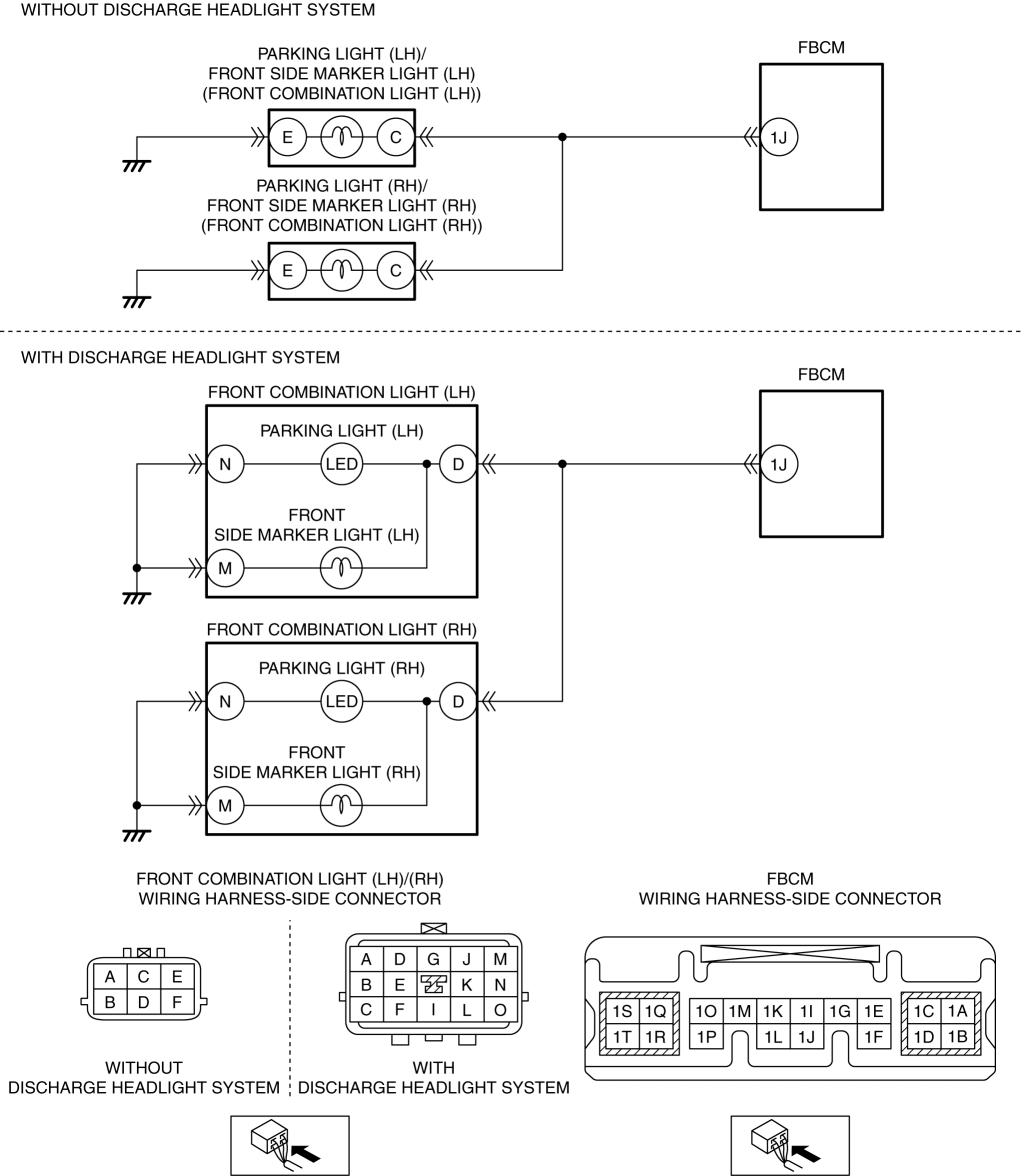 WITHOUT DISCHARGE HEADLIGHT SYSTEM
PARKING LIGHT (LH)/
FRONT SIDE MARKER LIGHT (LH)
(FRONT COMBINATION LIGHT (LH))
FBCM
E C 1J
PARKING LIGHT (RH)/
FRONT SIDE MARKER LIGHT (RH)
(FRONT COMBINATION LIGHT (RH))
E C
WITH DISCHARGE HEADLIGHT SYSTEM
FBCM
FRONT COMBINATION LIGHT (LH)
PARKING LIGHT (LH)
N LED D 1J
FRONT
SIDE MARKER LIGHT (LH)
M
FRONT COMBINATION LIGHT (RH)
PARKING LIGHT (RH)
N LED D
FRONT
SIDE MARKER LIGHT (RH)
M
FRONT COMBINATION LIGHT (LH)/(RH)
WIRING HARNESS-SIDE CONNECTOR
A C E
B D F
WITHOUT
DISCHARGE HEADLIGHT SYSTEM
A D G J M
B E K N
C F I L O
WITH
DISCHARGE HEADLIGHT SYSTEM
FBCM
WIRING HARNESS-SIDE CONNECTOR
1S 1Q 1O 1M 1K 1I 1G 1E 1C 1A
1T 1R 1P 1L 1J 1F 1D 1B